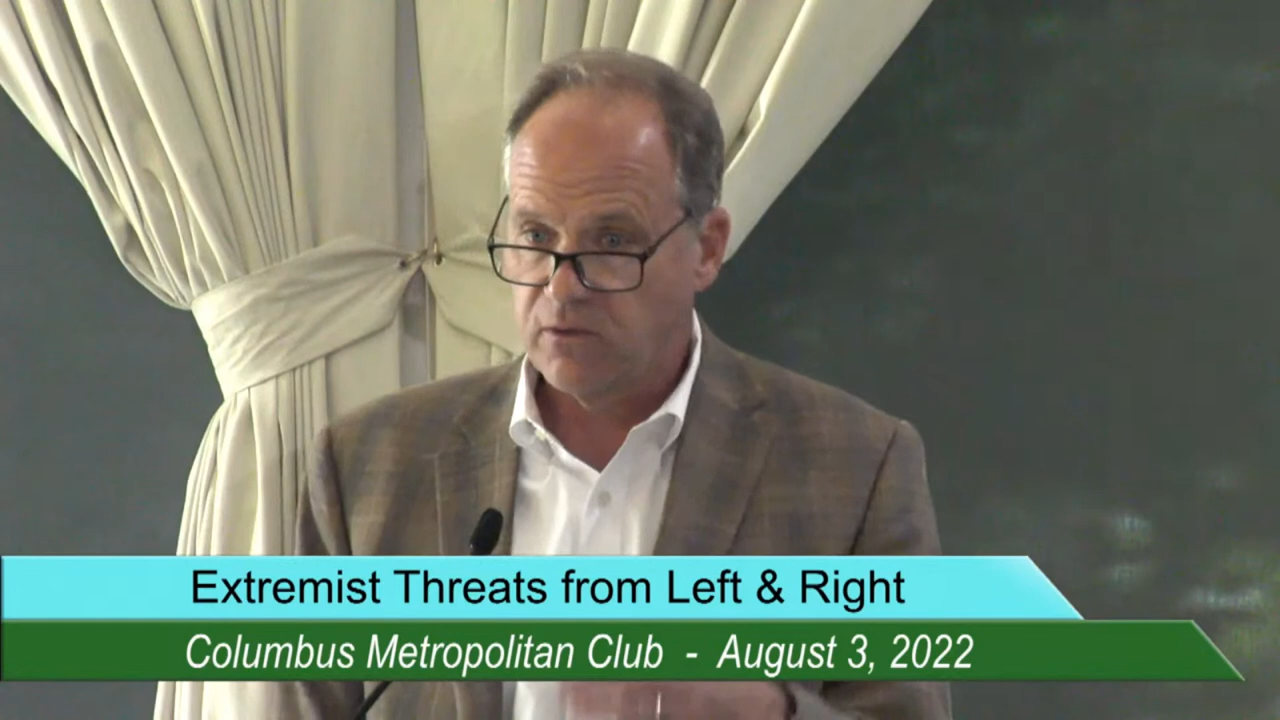 Extremist Threats from Left & Right
Columbus Metropolitan Club - August 3, 2022